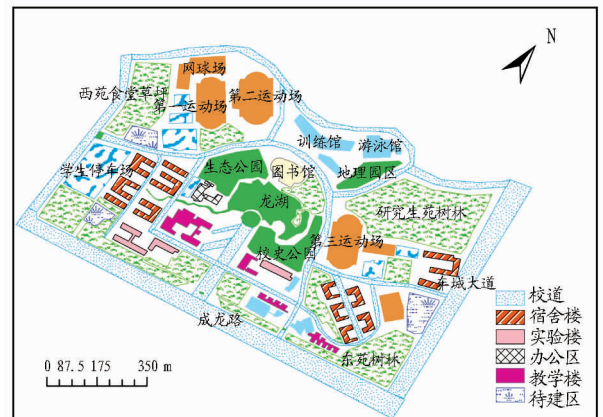 N
网球场
第二运动场
西苑食堂草坪
第一运动场
训练馆
游泳馆
学生停车场
生态公园
图书馆
地理园区
龙湖
研究生苑树林
校史公园
第三运动场
车城大道
成龙路
东苑树林
0 87.5 175 350 m
校道
宿舍楼
实验楼
办公区
教学楼
待建区